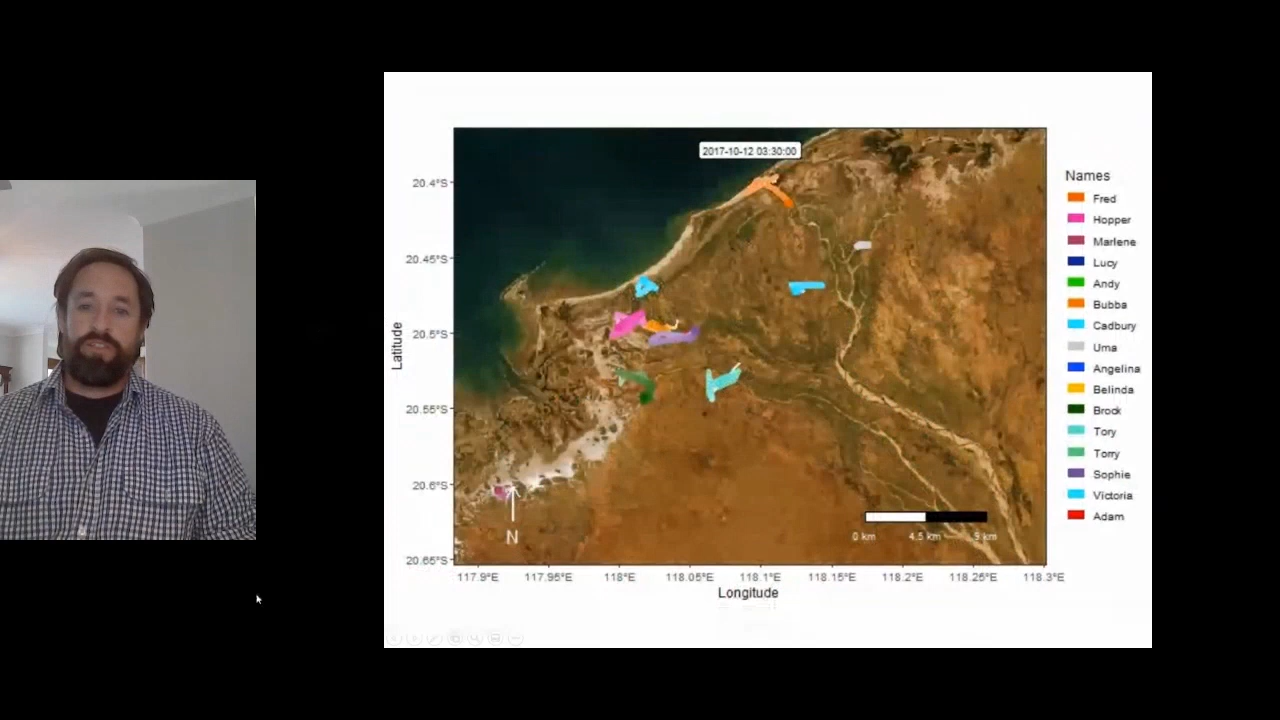 2017-10-12 03:30:00
20.4°S
20.45°S
20.5°S
20.55°S
20.6°S
20.65°S
Latitude
117.9°E
117.95°E
118°E
118.05°E
118.1°E
118.15°E
118.2°E
118.25°E
118.3°E
Longitude
N
0 km
4.5 km
9 km
Names
Fred
Hopper
Marlene
Lucy
Andy
Bubba
Cadbury
Uma
Angelina
Belinda
Brock
Tory
Torry
Sophie
Victoria
Adam